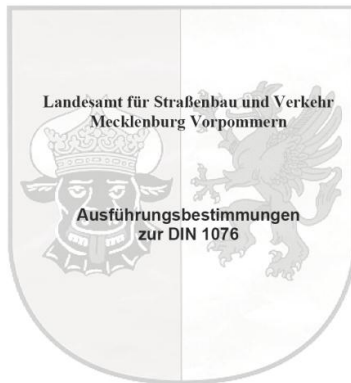 Landesamt für Straßenbau und Verkehr
Mecklenburg Vorpommern
Ausführungsbestimmungen
zur DIN 1076